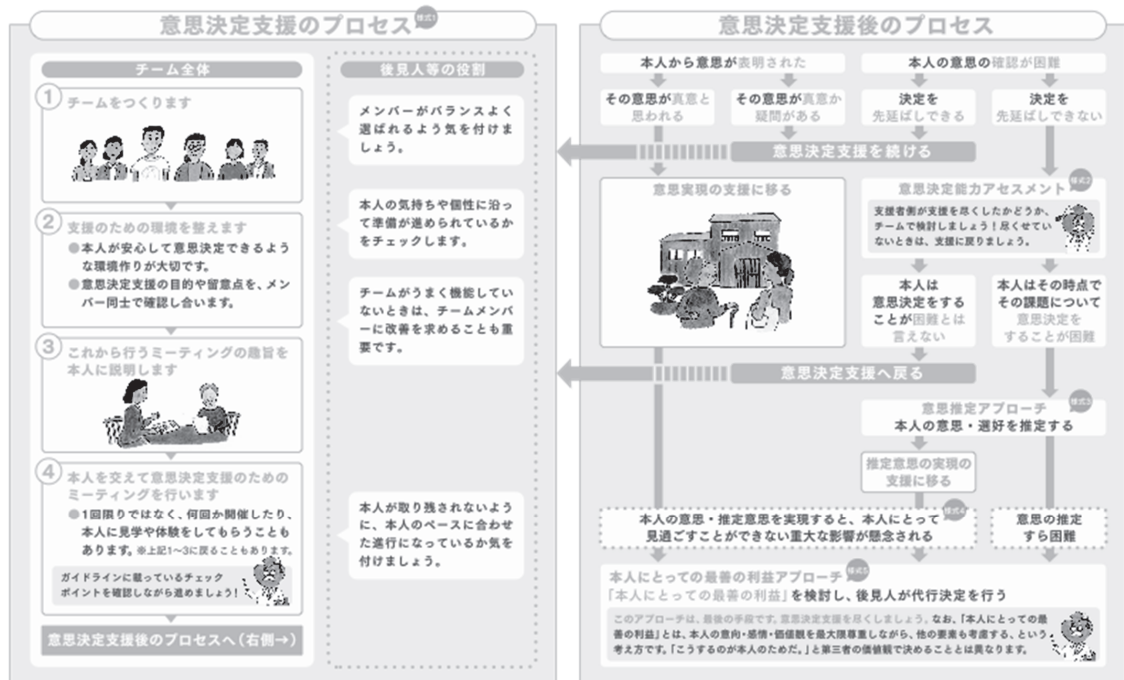 意思決定支援のプロセス
様式1
チーム全体
1
チームをつくります
2
支援のための環境を整えます
●本人が安心して意思決定できるよう
な環境作りが大切です。
●意思決定支援の目的や留意点を、メン
バー同士で確認し合います。
3
これから行うミーティングの趣旨を
本人に説明します
4
本人を交えて意思決定支援のための
ミーティングを行います
●1回限りではなく、何回か開催したり、
本人に見学や体験をしてもらうことも
あります。※上記1〜3に戻ることもあります。
ガイドラインに載っているチェック
ポイントを確認しながら進めましょう!
意思決定支援後のプロセスへ(右側→)
後見人等の役割
メンバーがバランスよく
選ばれるよう気を付けま
しょう。
本人の気持ちや個性に沿っ
て準備が進められているか
をチェックします。
チームがうまく機能してい
ないときは、チームメンバ
ーに改善を求めることも重
要です。
本人が取り残されないよう
に、本人のペースに合わせ
た進行になっているか気を
付けましょう。
意思決定支援後のプロセス
本人から意思が表明された
本人の意思の確認が困難
その意思が真意と
思われる
その意思が真意か
疑問がある
決定を
先延ばしできる
決定を
先延ばしできない
意思決定支援を続ける
意思実現の支援に移る
様式2
意思決定能力アセスメント
支援者側が支援を尽くしたかどうか、
チームで検討しましょう!尽くせてい
ないときは、支援に戻りましょう。
本人は
意思決定をする
ことが困難とは
言えない
本人はその時点で
その課題について
意思決定を
することが困難
意思決定支援へ戻る
様式3
意思推定アプローチ
本人の意思・選好を推定する
推定意思の実現の
支援に移る
様式4
本人の意思・推定意思を実現すると、本人にとって
見過ごすことができない重大な影響が懸念される
意思の推定
すら困難
様式5
本人にとっての最善の利益アプローチ
「本人にとっての最善の利益」を検討し、後見人が代行決定を行う
このアプローチは、最後の手段です。意思決定支援を尽くしましょう。なお、「本人にとっての最
善の利益」とは、本人の意向・感情・価値観を最大限尊重しながら、他の要素も考慮する、という
考え方です。「こうするのが本人のためだ。」と第三者の価値観で決めることとは異なります。